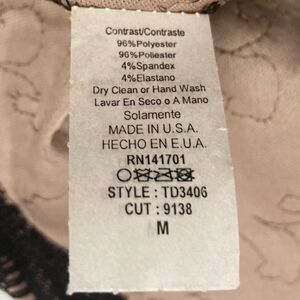 Contrast/Contraste
96%Polyester
96%Poliester
4%Spandex
4%Elastano
Dry Clean or Hand Wash
Lavar En Seco o A Mano
Solamente
MADE IN U.S.A.
HECHO EN E.U.A.
RN141701
STYLE : TD3406
CUT : 9138
M